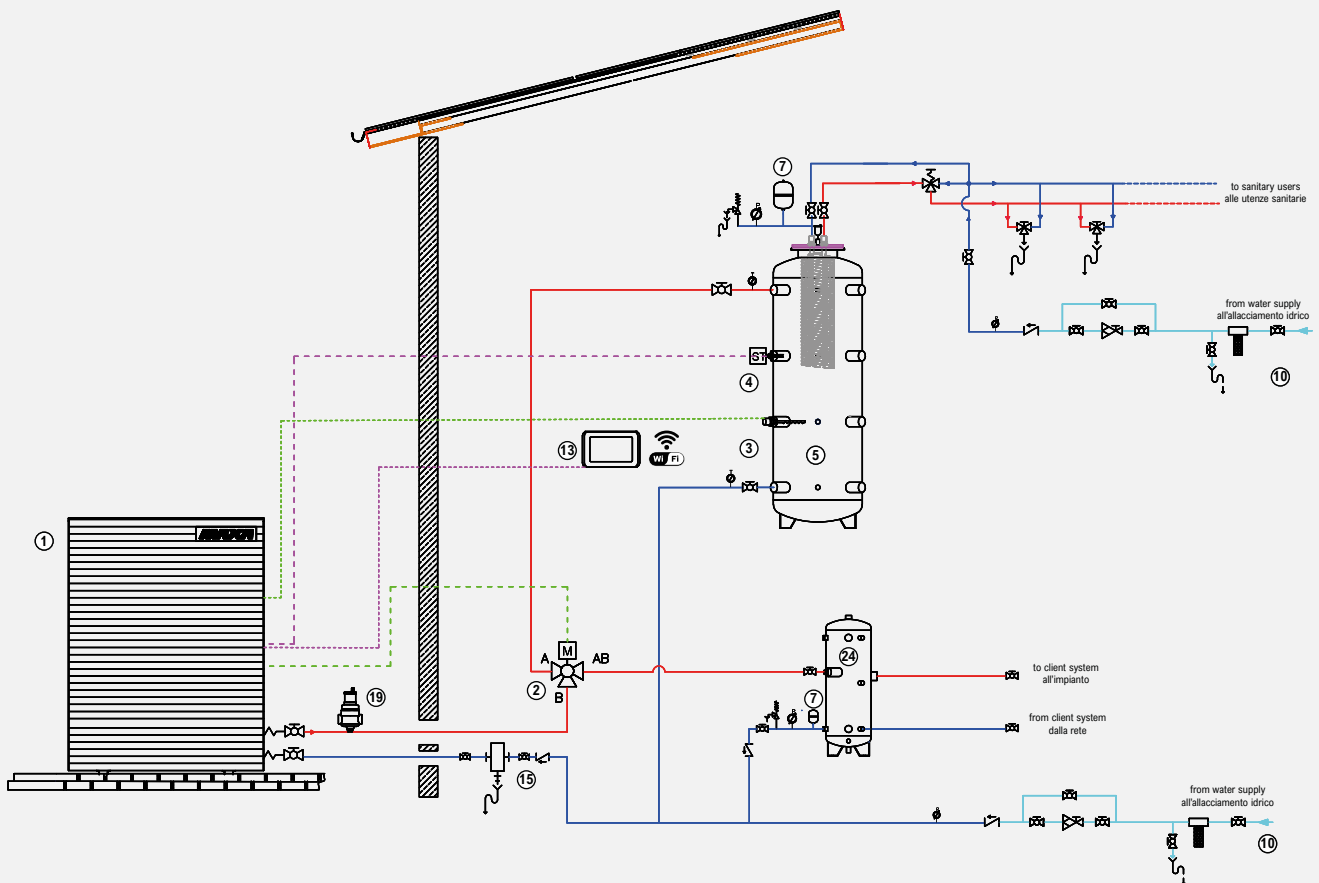 7
to sanitary users
alle utenze sanitarie
from water supply
all'allacciamento idrico
10
ST
4
13
Wi Fi
3
5
1
MAXA
M
A
AB
2
B
24
to client system
all'impianto
19
7
from client system
dalla rete
15
from water supply
all'allacciamento idrico
10